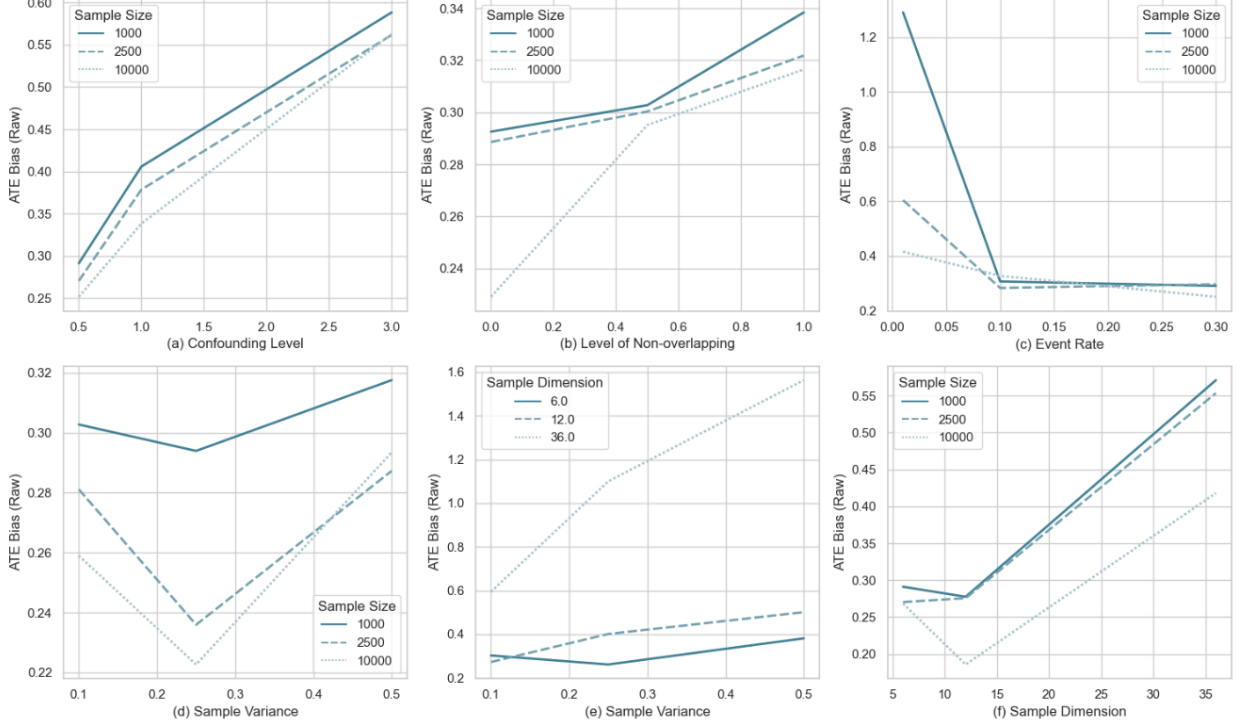 0.60
0.55
0.50
0.45
0.40
0.35
0.30
0.25
ATE Bias (Raw)
Sample Size
1000
2500
10000
0.5 1.0 1.5 2.0 2.5 3.0
(a) Confounding Level
0.34
0.32
0.30
0.28
0.26
0.24
ATE Bias (Raw)
Sample Size
1000
2500
10000
0.0 0.2 0.4 0.6 0.8 1.0
(b) Level of Non-overlapping
1.2
1.0
0.8
0.6
0.4
0.2
ATE Bias (Raw)
Sample Size
1000
2500
10000
0.00 0.05 0.10 0.15 0.20 0.25 0.30
(c) Event Rate
0.32
0.30
0.28
0.26
0.24
0.22
ATE Bias (Raw)
Sample Size
1000
2500
10000
0.1 0.2 0.3 0.4 0.5
(d) Sample Variance
1.6
1.4
1.2
1.0
0.8
0.6
0.4
0.2
ATE Bias (Raw)
Sample Dimension
6.0
12.0
36.0
0.1 0.2 0.3 0.4 0.5
(e) Sample Variance
0.55
0.50
0.45
0.40
0.35
0.30
0.25
0.20
ATE Bias (Raw)
Sample Size
1000
2500
10000
5 10 15 20 25 30 35
(f) Sample Dimension